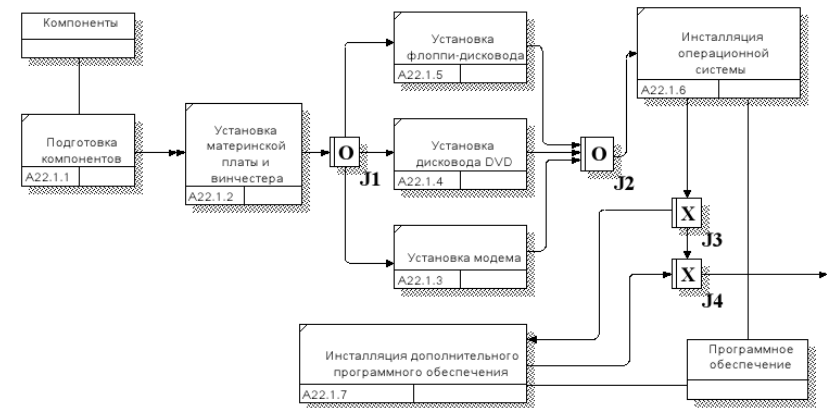 Компоненты
Подготовка
компонентов
A22.1.1
Установка
материнской
платы и
винчестера
A22.1.2
O
J1
Установка
флоппи-дисковода
A22.1.5
Установка
дисковода DVD
A22.1.4
Установка модема
A22.1.3
O
J2
Инсталляция
операционной
системы
A22.1.6
X
J3
X
J4
Инсталляция дополнительного
программного обеспечения
A22.1.7
Программное
обеспечение